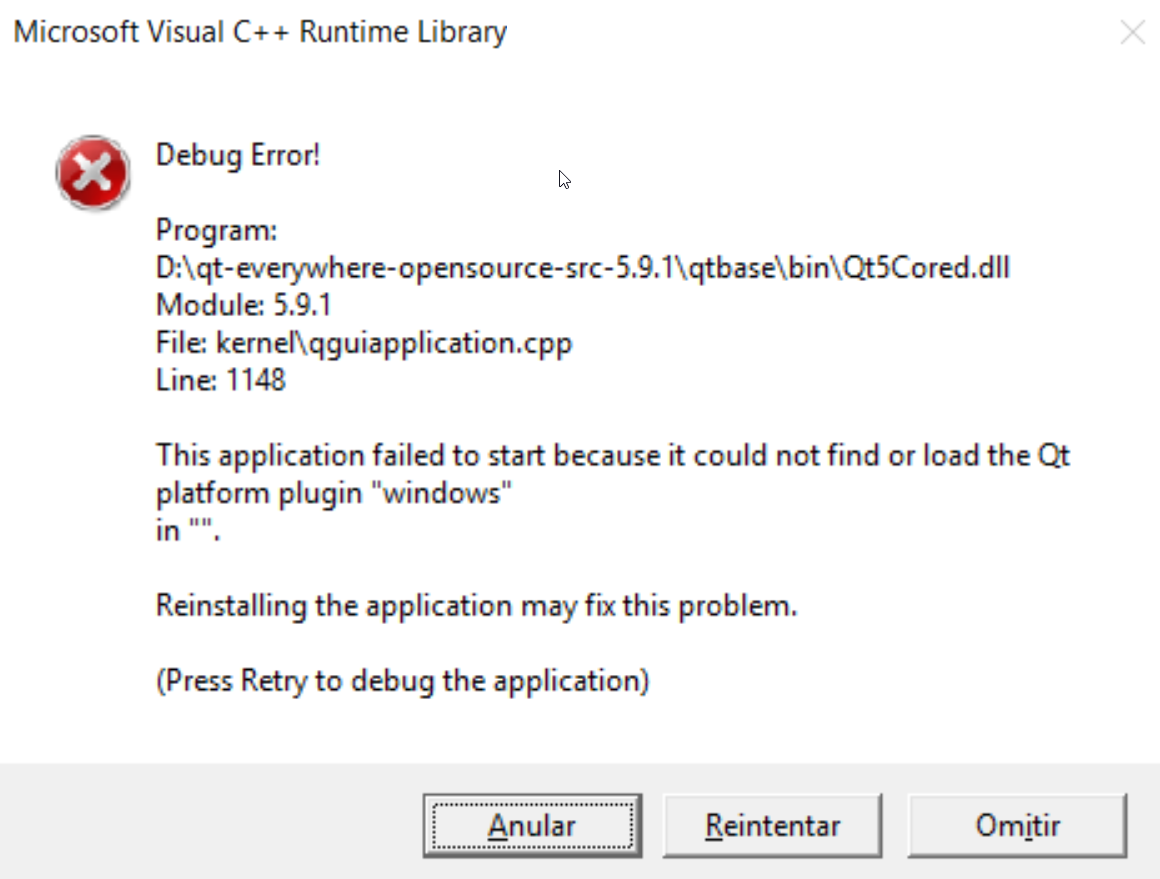 Microsoft Visual C++ Runtime Library
Debug Error!
Program:
D:\qt-everywhere-opensource-src-5.9.1\qtbase\bin\Qt5Cored.dll
Module: 5.9.1
File: kernel\qguiapplication.cpp
Line: 1148
This application failed to start because it could not find or load the Qt
platform plugin "windows"
in "".
Reinstalling the application may fix this problem.
(Press Retry to debug the application)
Anular Reintentar Omitir